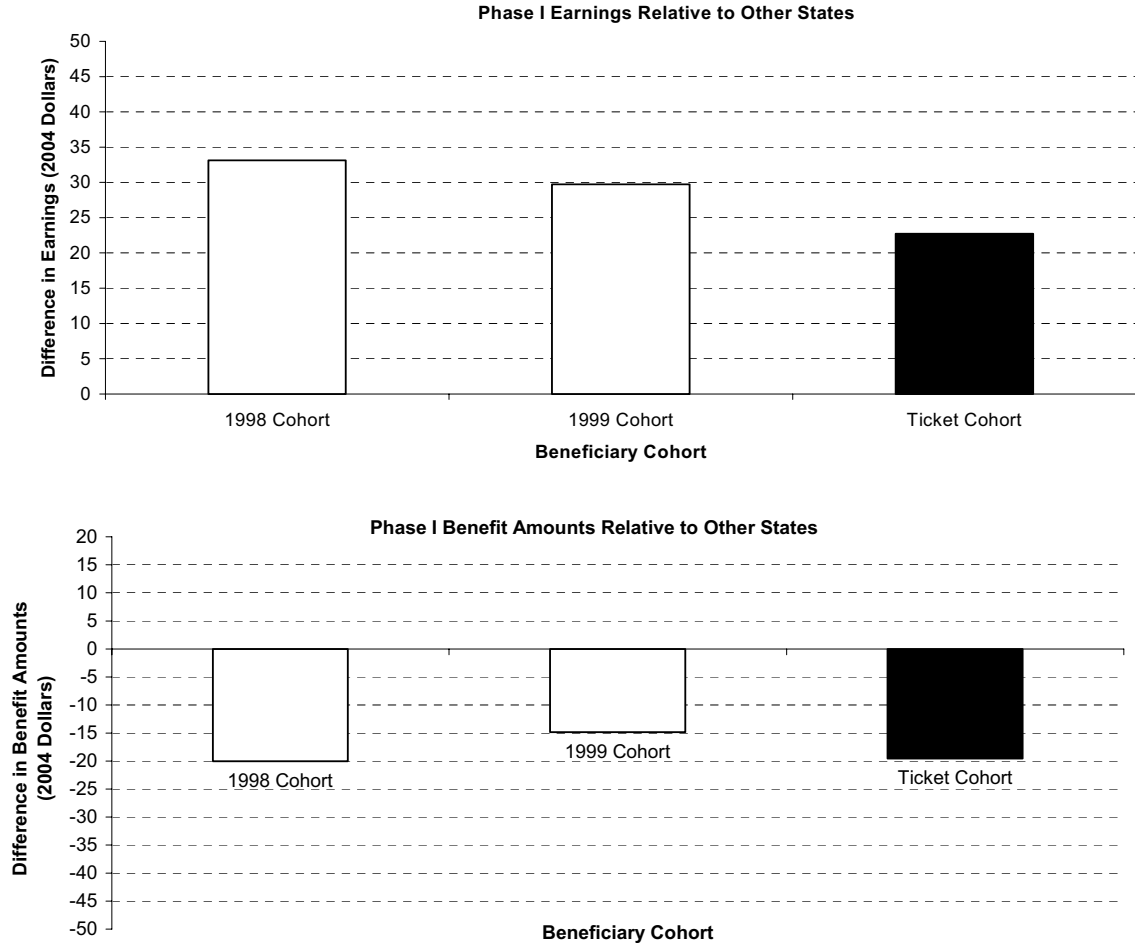 Phase I Earnings Relative to Other States
Difference in Earnings (2004 Dollars)
50
45
40
35
30
25
20
15
10
5
0
1998 Cohort
1999 Cohort
Ticket Cohort
Beneficiary Cohort
Phase I Benefit Amounts Relative to Other States
Difference in Benefit Amounts
(2004 Dollars)
20
15
10
5
0
-5
-10
-15
-20
-25
-30
-35
-40
-45
-50
1998 Cohort
1999 Cohort
Ticket Cohort
Beneficiary Cohort